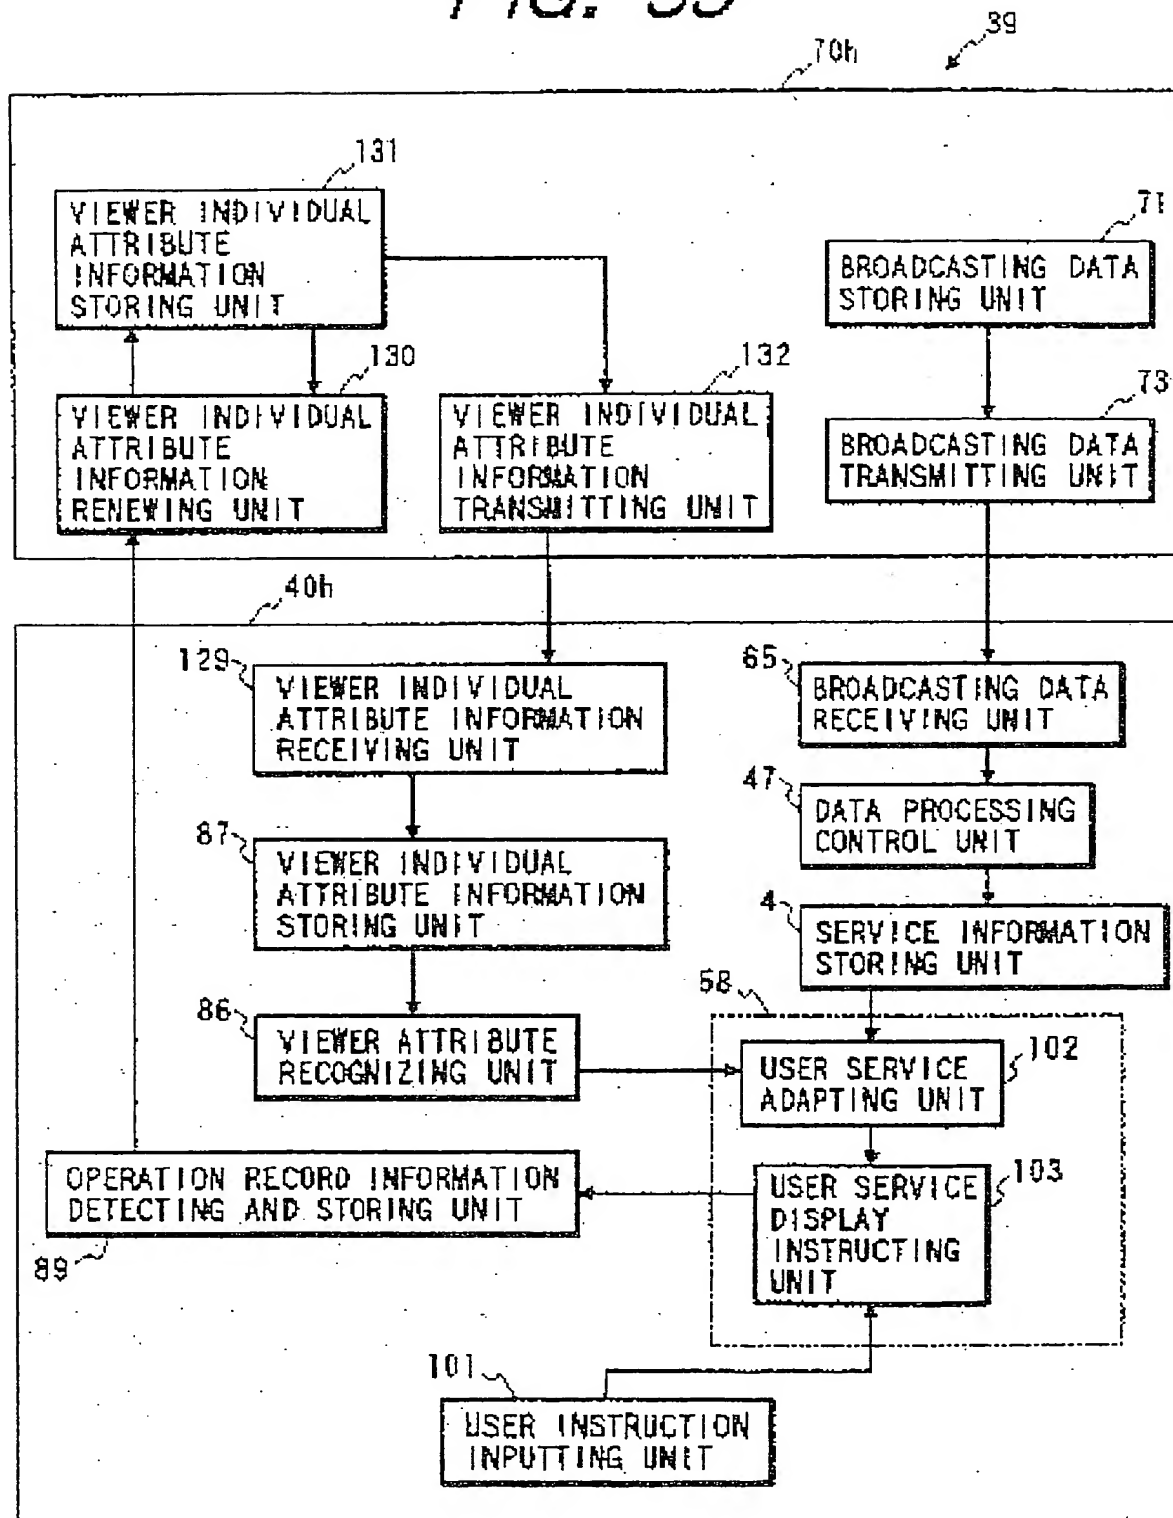 39
70h
131
VIEWER INDIVIDUAL
ATTRIBUTE
INFORMATION
STORING UNIT
71
BROADCASTING DATA
STORING UNIT
130
VIEWER INDIVIDUAL
ATTRIBUTE
INFORMATION
RENEWING UNIT
132
VIEWER INDIVIDUAL
ATTRIBUTE
INFORMATION
TRANSMITTING UNIT
73
BROADCASTING DATA
TRANSMITTING UNIT
40h
129
VIEWER INDIVIDUAL
ATTRIBUTE INFORMATION
RECEIVING UNIT
65
BROADCASTING DATA
RECEIVING UNIT
47
DATA PROCESSING
CONTROL UNIT
87
VIEWER INDIVIDUAL
ATTRIBUTE INFORMATION
STORING UNIT
4
SERVICE INFORMATION
STORING UNIT
68
86
VIEWER ATTRIBUTE
RECOGNIZING UNIT
102
USER SERVICE
ADAPTING UNIT
OPERATION RECORD INFORMATION
DETECTING AND STORING UNIT
89
103
USER SERVICE
DISPLAY
INSTRUCTING
UNIT
101
USER INSTRUCTION
INPUTTING UNIT